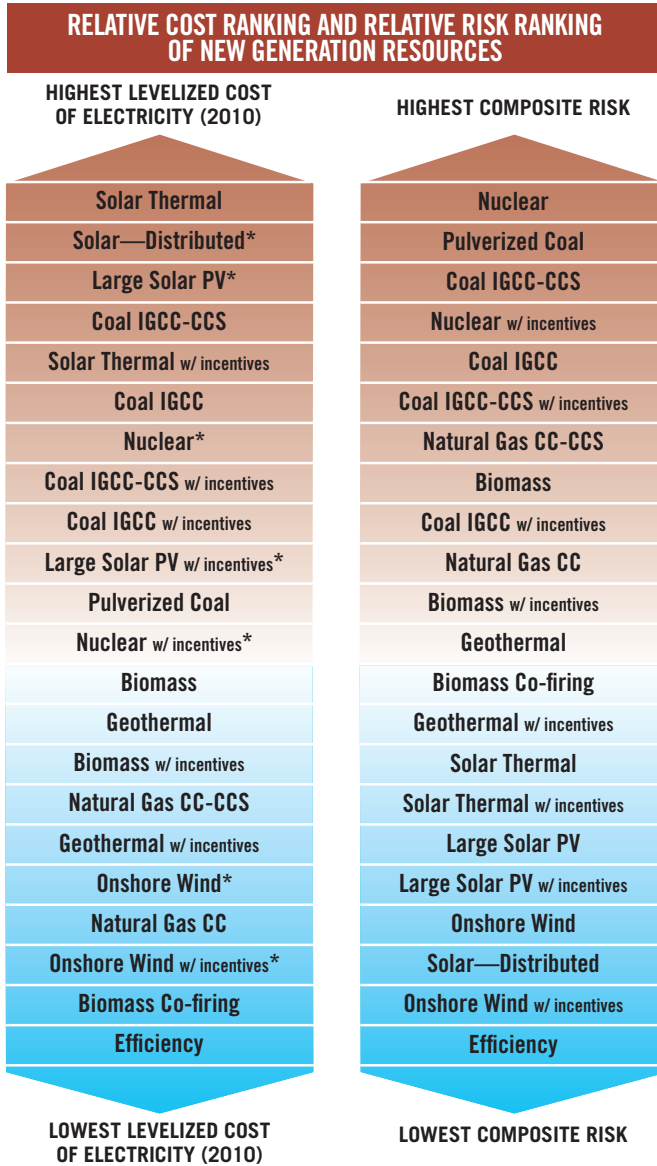 RELATIVE COST RANKING AND RELATIVE RISK RANKING
OF NEW GENERATION RESOURCES
HIGHEST LEVELIZED COST
OF ELECTRICITY (2010)
Solar Thermal
Solar—Distributed*
Large Solar PV*
Coal IGCC-CCS
Solar Thermal w/ incentives
Coal IGCC
Nuclear*
Coal IGCC-CCS w/ incentives
Coal IGCC w/ incentives
Large Solar PV w/ incentives*
Pulverized Coal
Nuclear w/ incentives*
Biomass
Geothermal
Biomass w/ incentives
Natural Gas CC-CCS
Geothermal w/ incentives
Onshore Wind*
Natural Gas CC
Onshore Wind w/ incentives*
Biomass Co-firing
Efficiency
LOWEST LEVELIZED COST
OF ELECTRICITY (2010)
HIGHEST COMPOSITE RISK
Nuclear
Pulverized Coal
Coal IGCC-CCS
Nuclear w/ incentives
Coal IGCC
Coal IGCC-CCS w/ incentives
Natural Gas CC-CCS
Biomass
Coal IGCC w/ incentives
Natural Gas CC
Biomass w/ incentives
Geothermal
Biomass Co-firing
Geothermal w/ incentives
Solar Thermal
Solar Thermal w/ incentives
Large Solar PV
Large Solar PV w/ incentives
Onshore Wind
Solar—Distributed
Onshore Wind w/ incentives
Efficiency
LOWEST COMPOSITE RISK